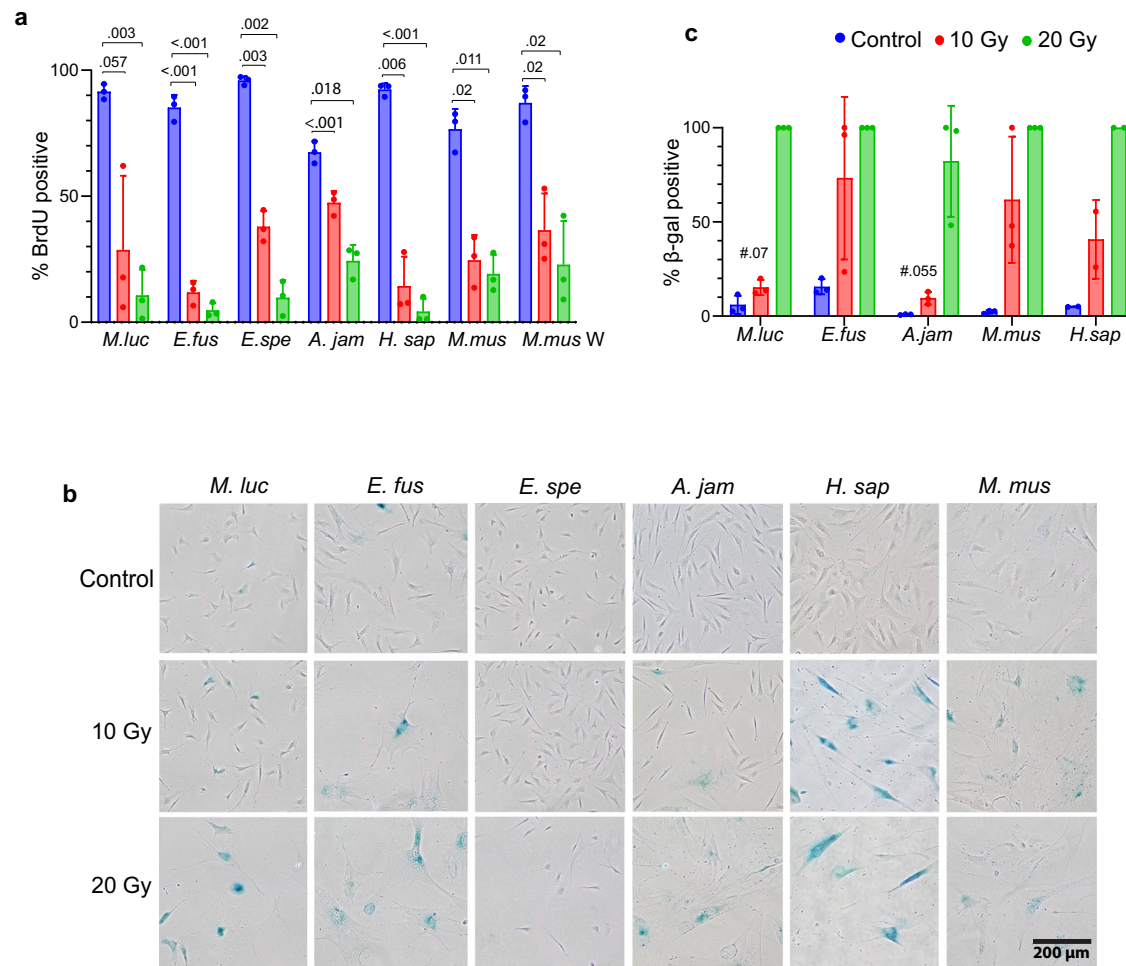 a
% BrdU positive
100
50
0
.003
.057
<.001
<.001
.002
.003
.018
<.001
<.001
.006
.011
.02
.02
.02
M.luc E.fus E.spe A. jam H. sap M.mus M.mus W
c
Control 10 Gy 20 Gy
% β-gal positive
100
50
0
#.07
#.055
M.luc E.fus A.jam M.mus H.sap
b
M. luc E. fus E. spe A. jam H. sap M. mus
Control
10 Gy
20 Gy
200 µm